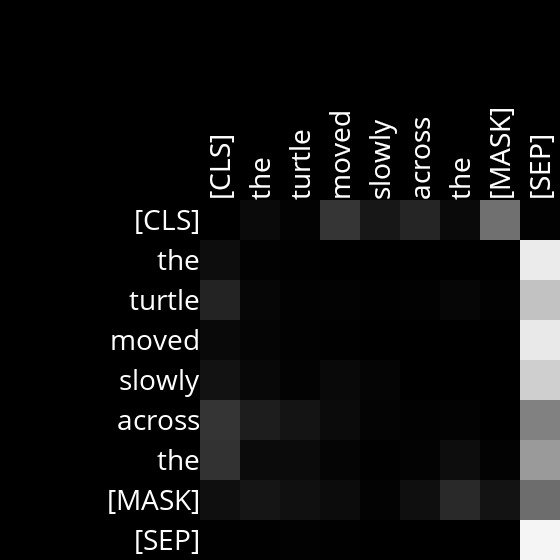 [CLS] the turtle moved slowly across the [MASK] [SEP]
[CLS]
the
turtle
moved
slowly
across
the
[MASK]
[SEP]